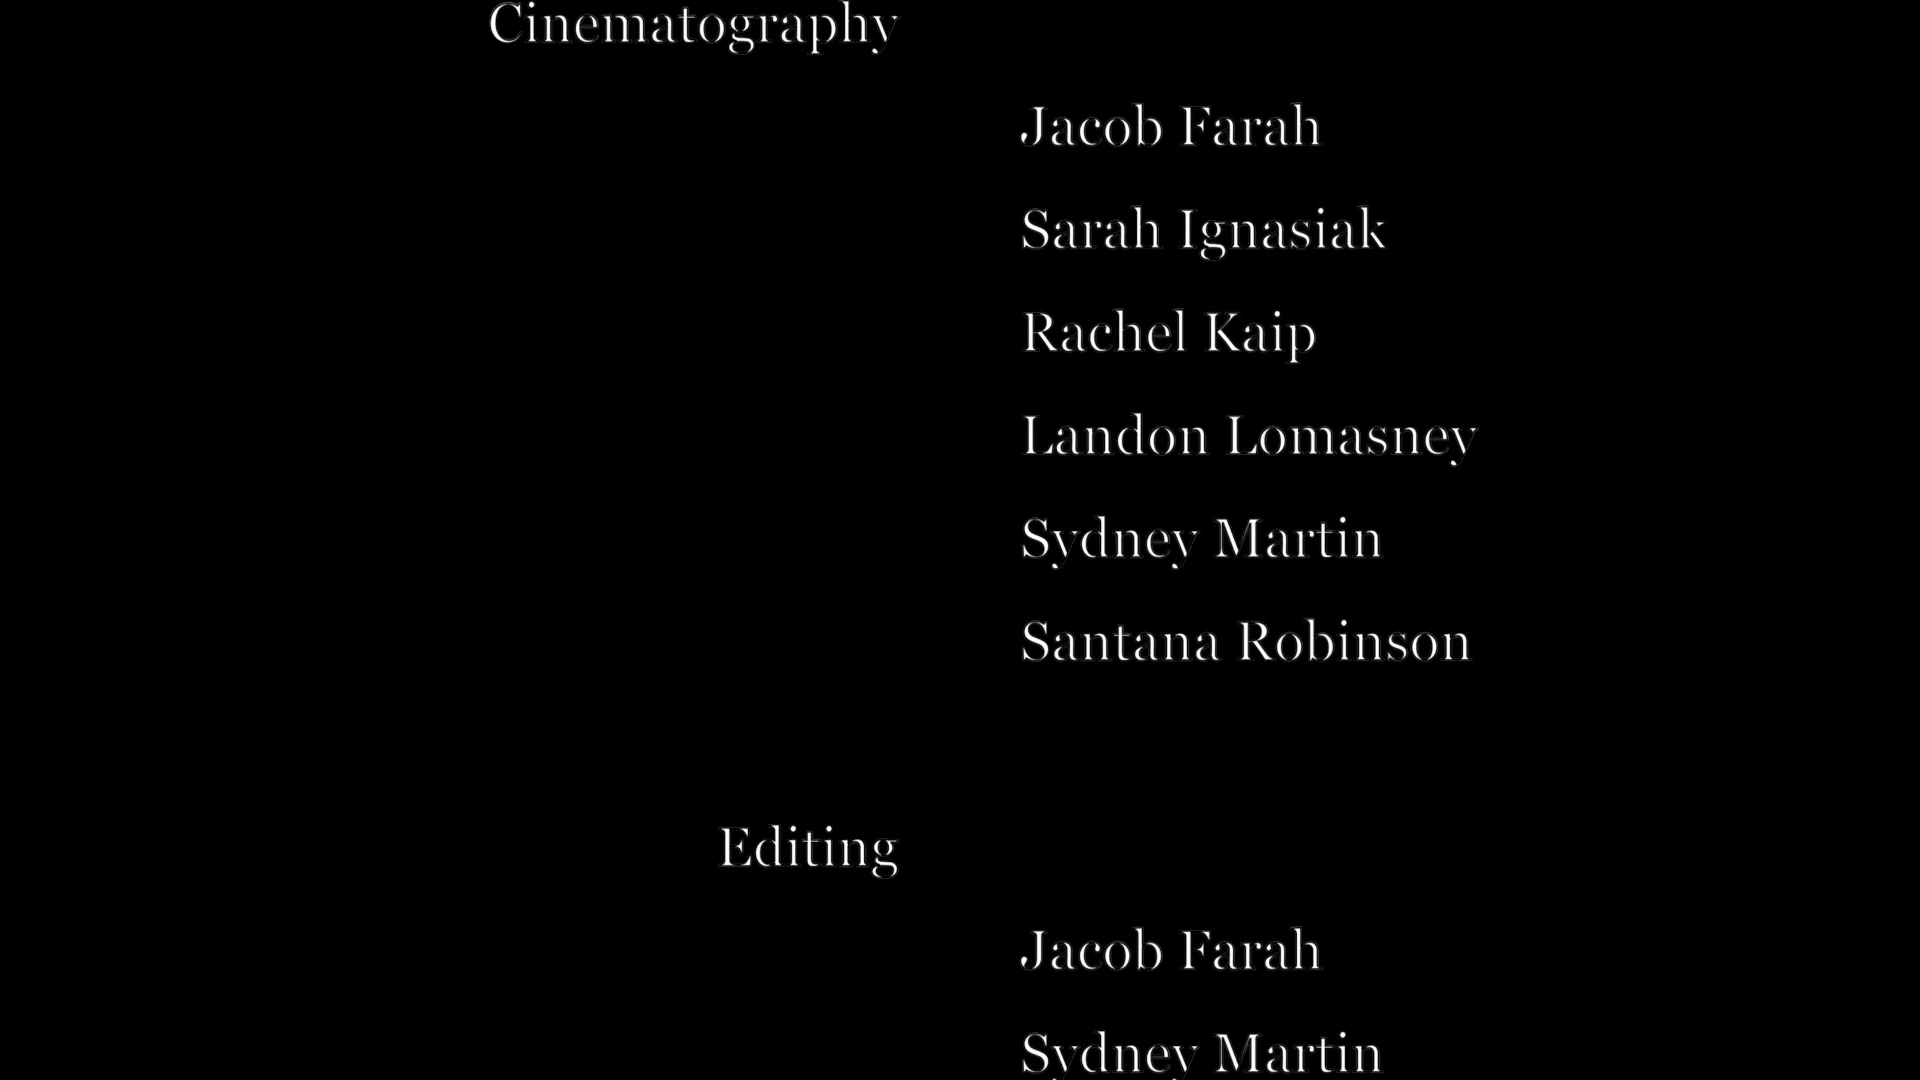 Cinematography
Jacob Farah
Sarah Ignasiak
Rachel Kaip
Landon Lomasney
Sydney Martin
Santana Robinson
Editing
Jacob Farah
Sydney Martin